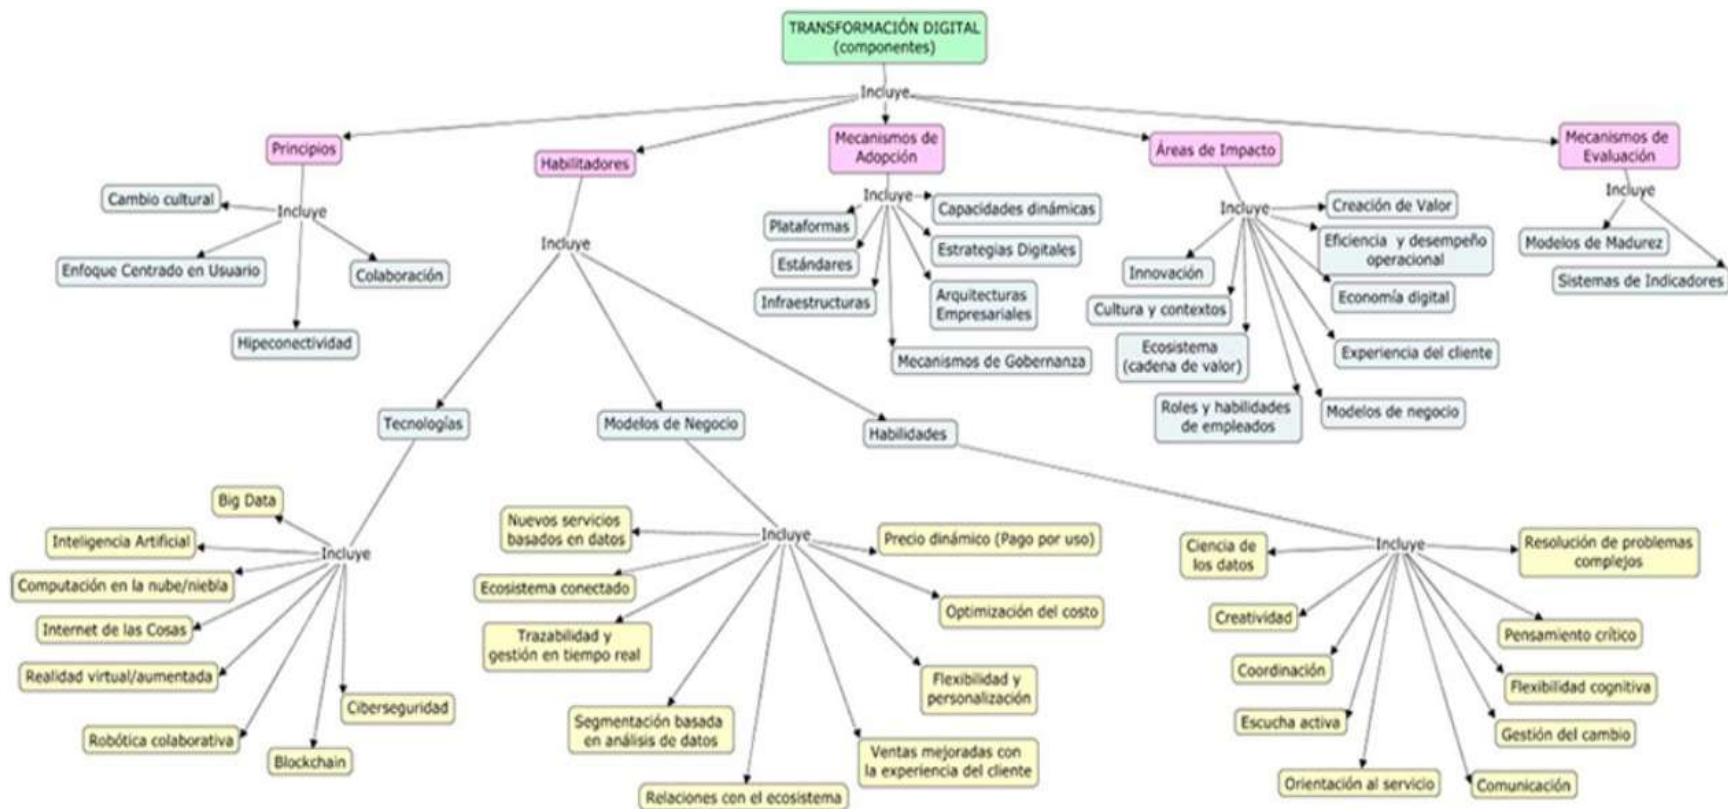 TRANSFORMACIÓN DIGITAL
(componentes)
Incluye
Principios
Habilitadores
Mecanismos de
Adopción
Áreas de Impacto
Mecanismos de
Evaluación
Incluye
Cambio cultural
Enfoque Centrado en Usuario
Hipeconectividad
Colaboración
Incluye
Tecnologías
Modelos de Negocio
Habilidades
Incluye
Plataformas
Estándares
Infraestructuras
Capacidades dinámicas
Estrategias Digitales
Arquitecturas
Empresariales
Mecanismos de Gobernanza
Incluye
Innovación
Cultura y contextos
Ecosistema
(cadena de valor)
Roles y habilidades
de empleados
Creación de Valor
Eficiencia y desempeño
operacional
Economía digital
Experiencia del cliente
Modelos de negocio
Incluye
Modelos de Madurez
Sistemas de Indicadores
Incluye
Big Data
Inteligencia Artificial
Computación en la nube/niebla
Internet de las Cosas
Realidad virtual/aumentada
Robótica colaborativa
Blockchain
Ciberseguridad
Incluye
Nuevos servicios
basados en datos
Ecosistema conectado
Trazabilidad y
gestión en tiempo real
Segmentación basada
en análisis de datos
Relaciones con el ecosistema
Ventas mejoradas con
la experiencia del cliente
Flexibilidad y
personalización
Optimización del costo
Precio dinámico (Pago por uso)
Incluye
Ciencia de
los datos
Creatividad
Coordinación
Escucha activa
Orientación al servicio
Comunicación
Gestión del cambio
Flexibilidad cognitiva
Pensamiento crítico
Resolución de problemas
complejos